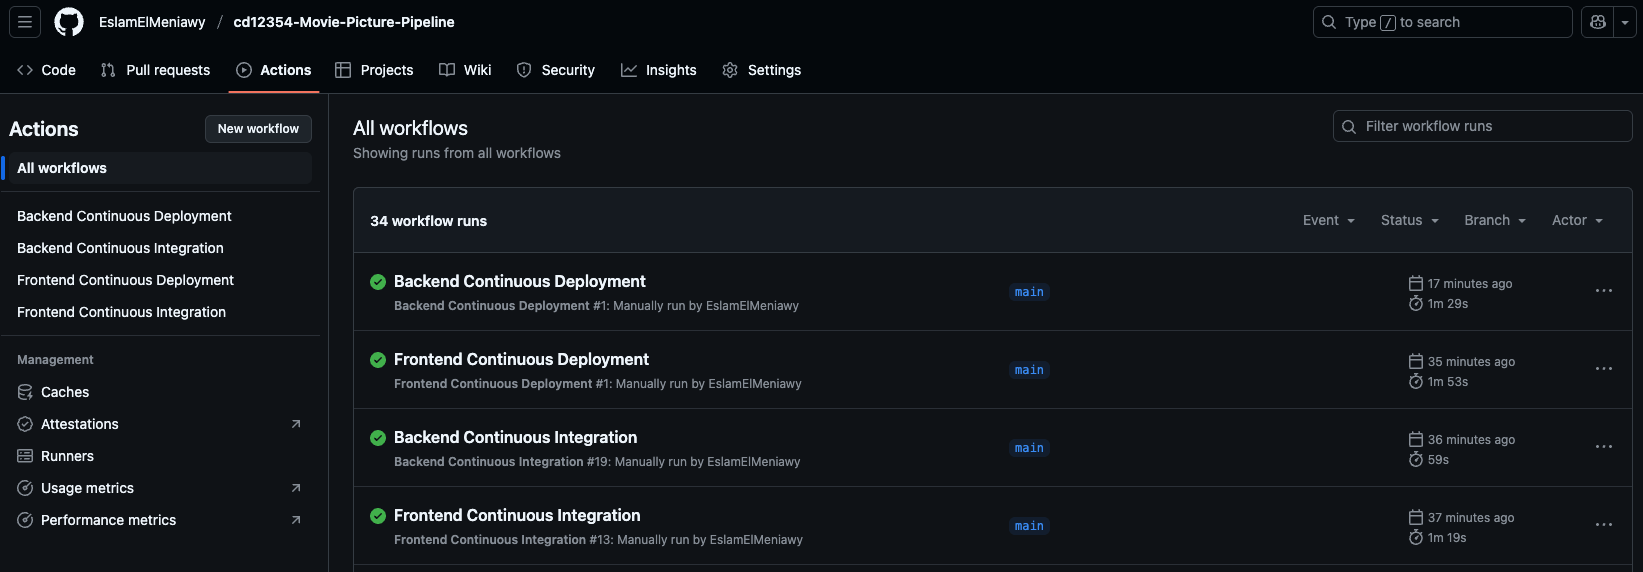 EslamElMeniawy / cd12354-Movie-Picture-Pipeline
Type / to search
Code Pull requests Actions Projects Wiki Security Insights Settings
Actions
New workflow
All workflows
Backend Continuous Deployment
Backend Continuous Integration
Frontend Continuous Deployment
Frontend Continuous Integration
Management
Caches
Attestations
Runners
Usage metrics
Performance metrics
All workflows
Showing runs from all workflows
Filter workflow runs
34 workflow runs
Event Status Branch Actor
Backend Continuous Deployment
Backend Continuous Deployment #1: Manually run by EslamElMeniawy
main
17 minutes ago
1m 29s
Frontend Continuous Deployment
Frontend Continuous Deployment #1: Manually run by EslamElMeniawy
main
35 minutes ago
1m 53s
Backend Continuous Integration
Backend Continuous Integration #19: Manually run by EslamElMeniawy
main
36 minutes ago
59s
Frontend Continuous Integration
Frontend Continuous Integration #13: Manually run by EslamElMeniawy
main
37 minutes ago
1m 19s